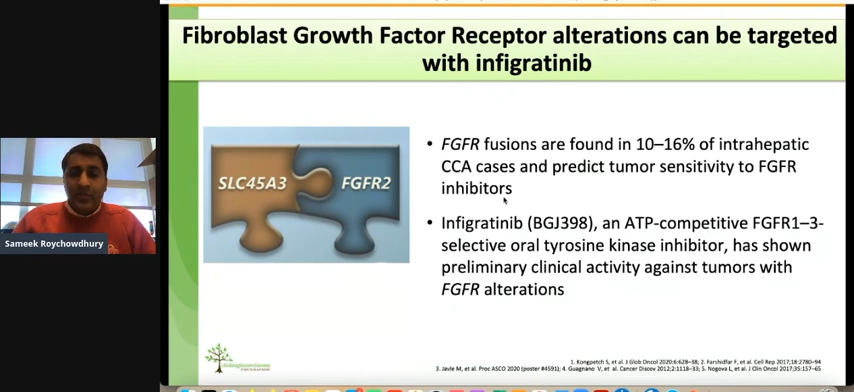 Fibroblast Growth Factor Receptor alterations can be targeted
with infigratinib
SLC45A3
FGFR2
• FGFR fusions are found in 10–16% of intrahepatic
CCA cases and predict tumor sensitivity to FGFR
inhibitors
• Infigratinib (BGJ398), an ATP-competitive FGFR1–3-
selective oral tyrosine kinase inhibitor, has shown
preliminary clinical activity against tumors with
FGFR alterations
Sameek Roychowdhury
1. Kongpetch S, et al. J Glob Oncol 2020;6:628–38; 2. Farshidfar F, et al. Cell Rep 2017;18:2780–94
3. Javle M, et al. Proc ASCO 2020 (poster #4591); 4. Guagnano V, et al. Cancer Discov 2012;2:1118–33; 5. Nogova L, et al. J Clin Oncol 2017;35:157–65